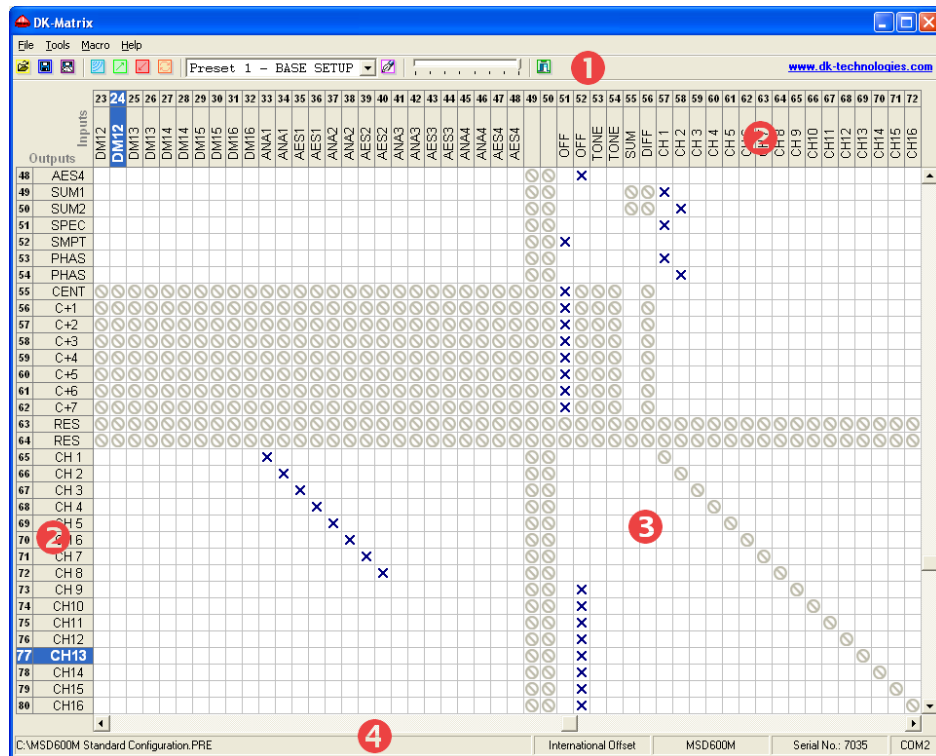 DK-Matrix
File Tools Macro Help
Preset 1 - BASE SETUP
1
www.dk-technologies.com
23 24 25 26 27 28 29 30 31 32 33 34 35 36 37 38 39 40 41 42 43 44 45 46 47 48 49 50 51 52 53 54 55 56 57 58 59 60 61 62 63 64 65 66 67 68 69 70 71 72
Inputs
Outputs
DM12 DM12 DM13 DM13 DM14 DM14 DM15 DM15 DM16 DM16 ANA1 ANA1 AES1 AES1 ANA2 ANA2 AES2 AES2 ANA3 ANA3 AES3 AES3 ANA4 ANA4 AES4 AES4 OFF OFF TONE TONE SUM DIFF CH 1 CH 2 CH 3 CH 4 CH 5 CH 8 CH 9 CH10 CH11 CH12 CH13 CH14 CH15 CH16
2
48 AES4
49 SUM1
50 SUM2
51 SPEC
52 SMPT
53 PHAS
54 PHAS
55 CENT
56 C+1
57 C+2
58 C+3
59 C+4
60 C+5
61 C+6
62 C+7
63 RES
64 RES
65 CH 1
66 CH 2
67 CH 3
68 CH 4
69 CH 5
2
3
70 CH 6
71 CH 7
72 CH 8
73 CH 9
74 CH10
75 CH11
76 CH12
77 CH13
78 CH14
79 CH15
80 CH16
4
C:\MSD600M Standard Configuration.PRE
International Offset
MSD600M
Serial No.: 7035
COM2